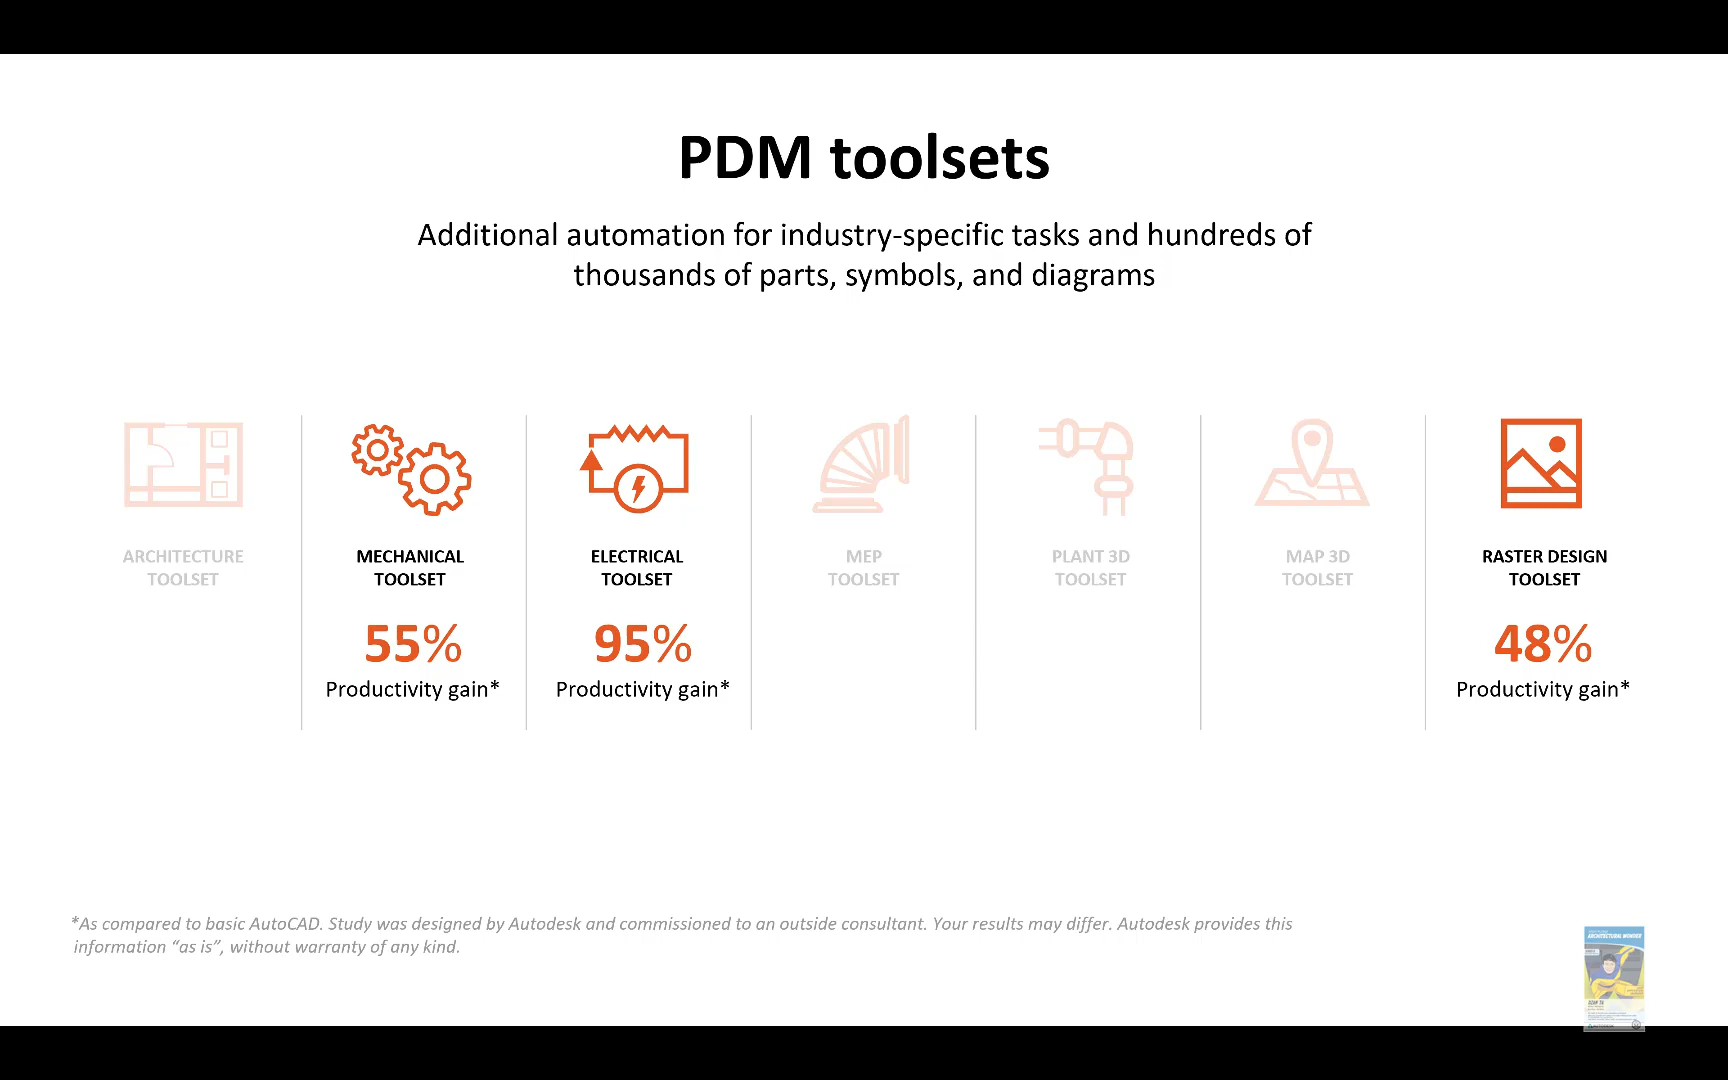 PDM toolsets
Additional automation for industry-specific tasks and hundreds of
thousands of parts, symbols, and diagrams
ARCHITECTURE
TOOLSET
MECHANICAL
TOOLSET
55%
Productivity gain*
ELECTRICAL
TOOLSET
95%
Productivity gain*
MEP
TOOLSET
PLANT 3D
TOOLSET
MAP 3D
TOOLSET
RASTER DESIGN
TOOLSET
48%
Productivity gain*
*As compared to basic AutoCAD. Study was designed by Autodesk and commissioned to an outside consultant. Your results may differ. Autodesk provides this
information “as is”, without warranty of any kind.
ARCHITECTURAL WONDER
AUTODESK